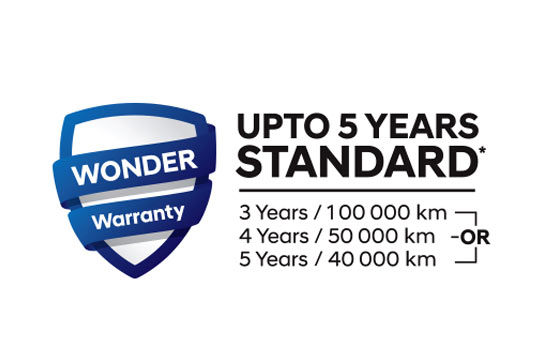 WONDER
Warranty
UPTO 5 YEARS
STANDARD*
3 Years / 100 000 km
4 Years / 50 000 km -OR
5 Years / 40 000 km